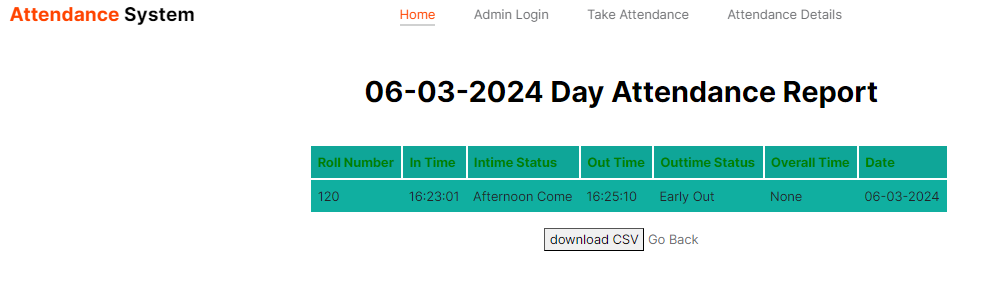 Attendance System Home Admin Login Take Attendance Attendance Details
06-03-2024 Day Attendance Report
Roll Number In Time Intime Status Out Time Outtime Status Overall Time Date
120 16:23:01 Afternoon Come 16:25:10 Early Out None 06-03-2024
download CSV Go Back